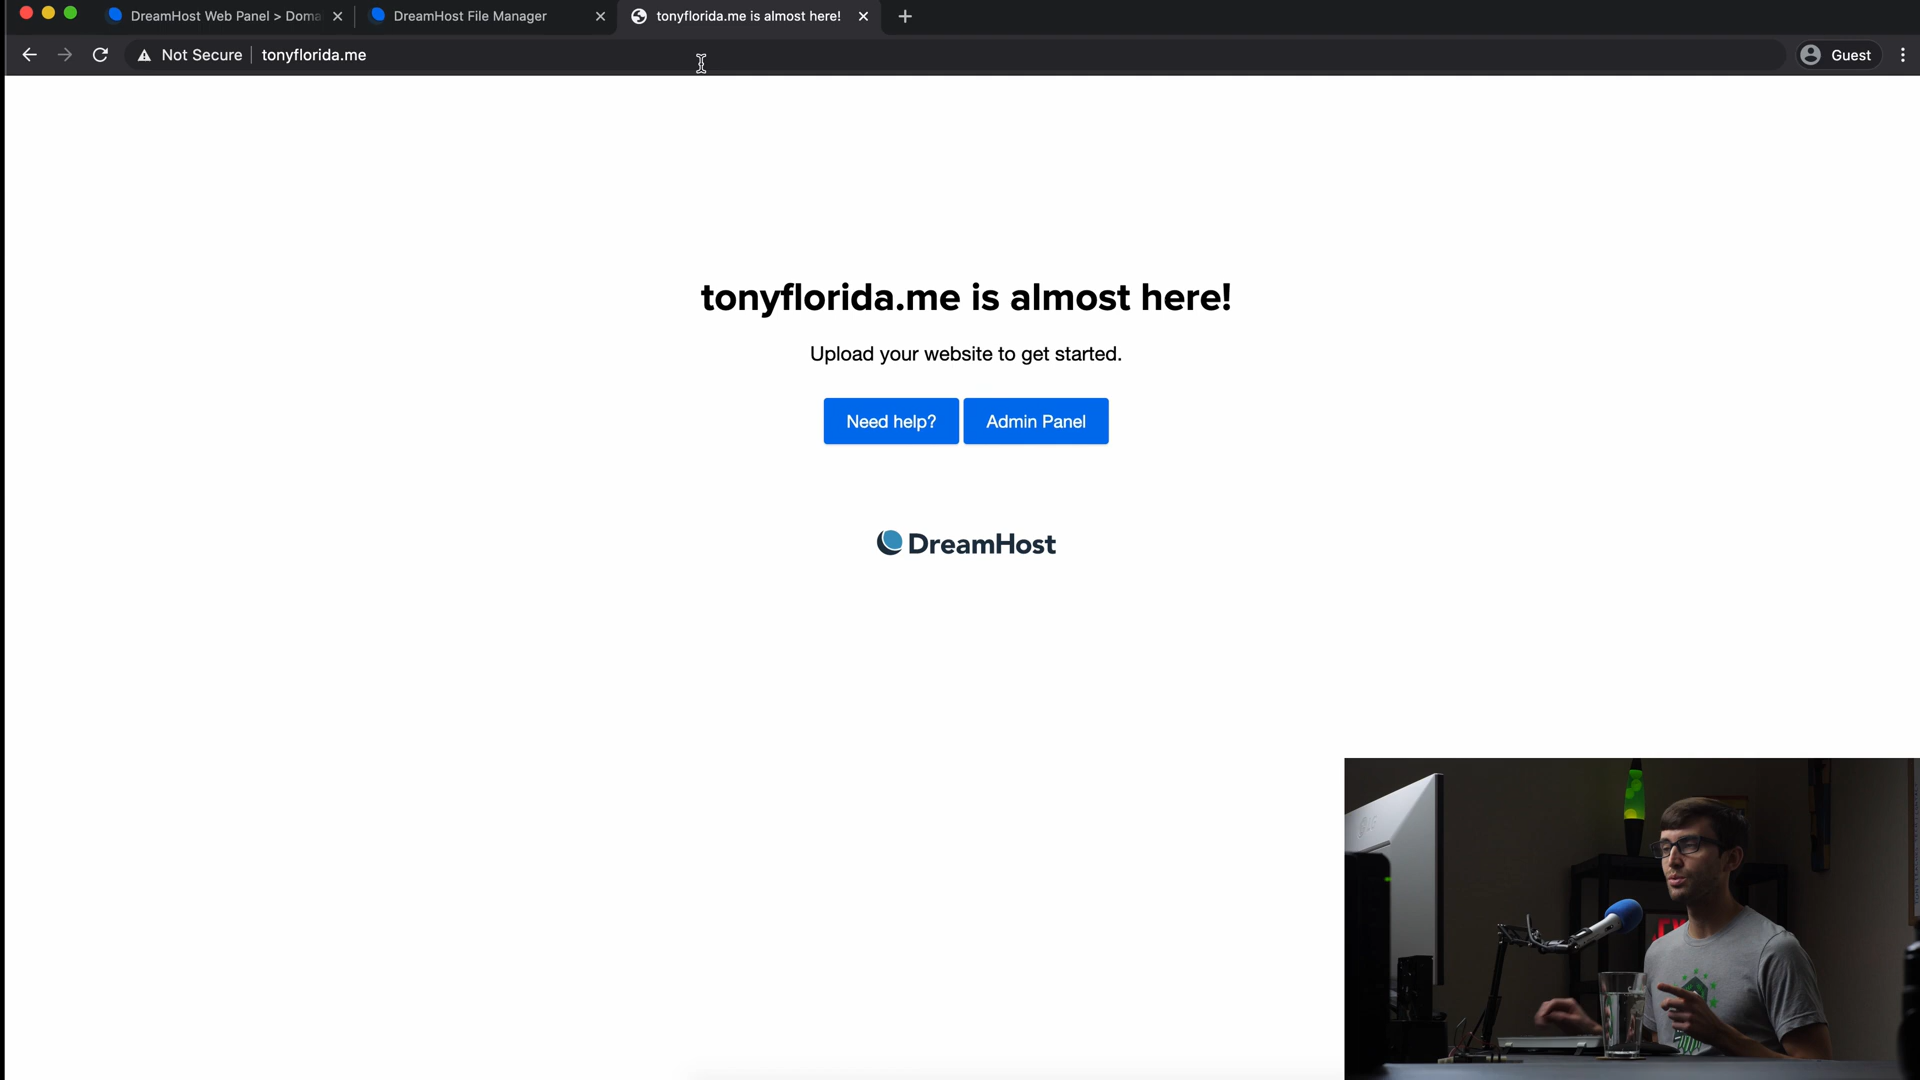 DreamHost Web Panel > Doma
DreamHost File Manager
tonyflorida.me is almost here!
Not Secure
tonyflorida.me
Guest
tonyflorida.me is almost here!
Upload your website to get started.
Need help?
Admin Panel
DreamHost